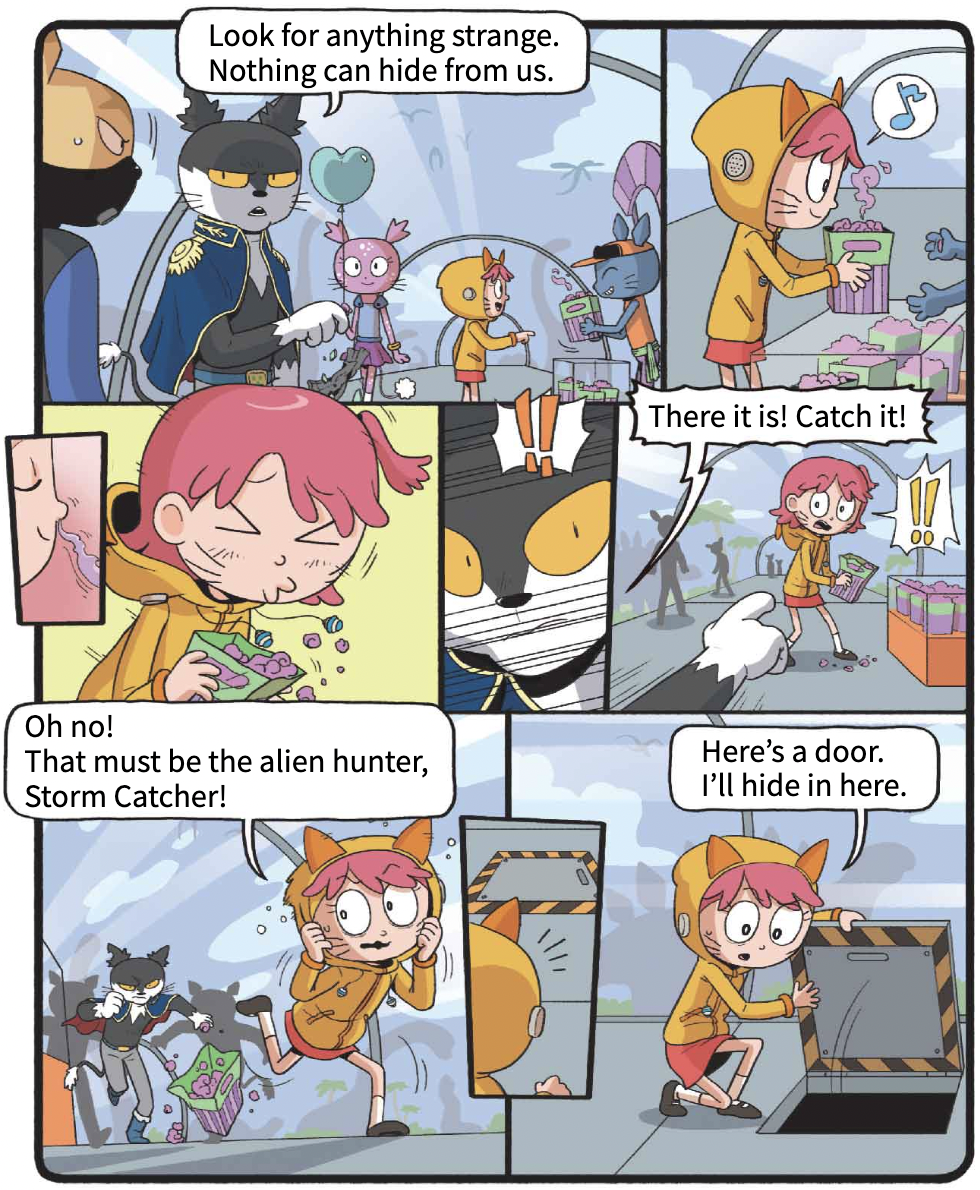 Look for anything strange.
Nothing can hide from us.
!!
There it is! Catch it!
!!
Oh no!
That must be the alien hunter,
Storm Catcher!
Here's a door.
I'll hide in here.